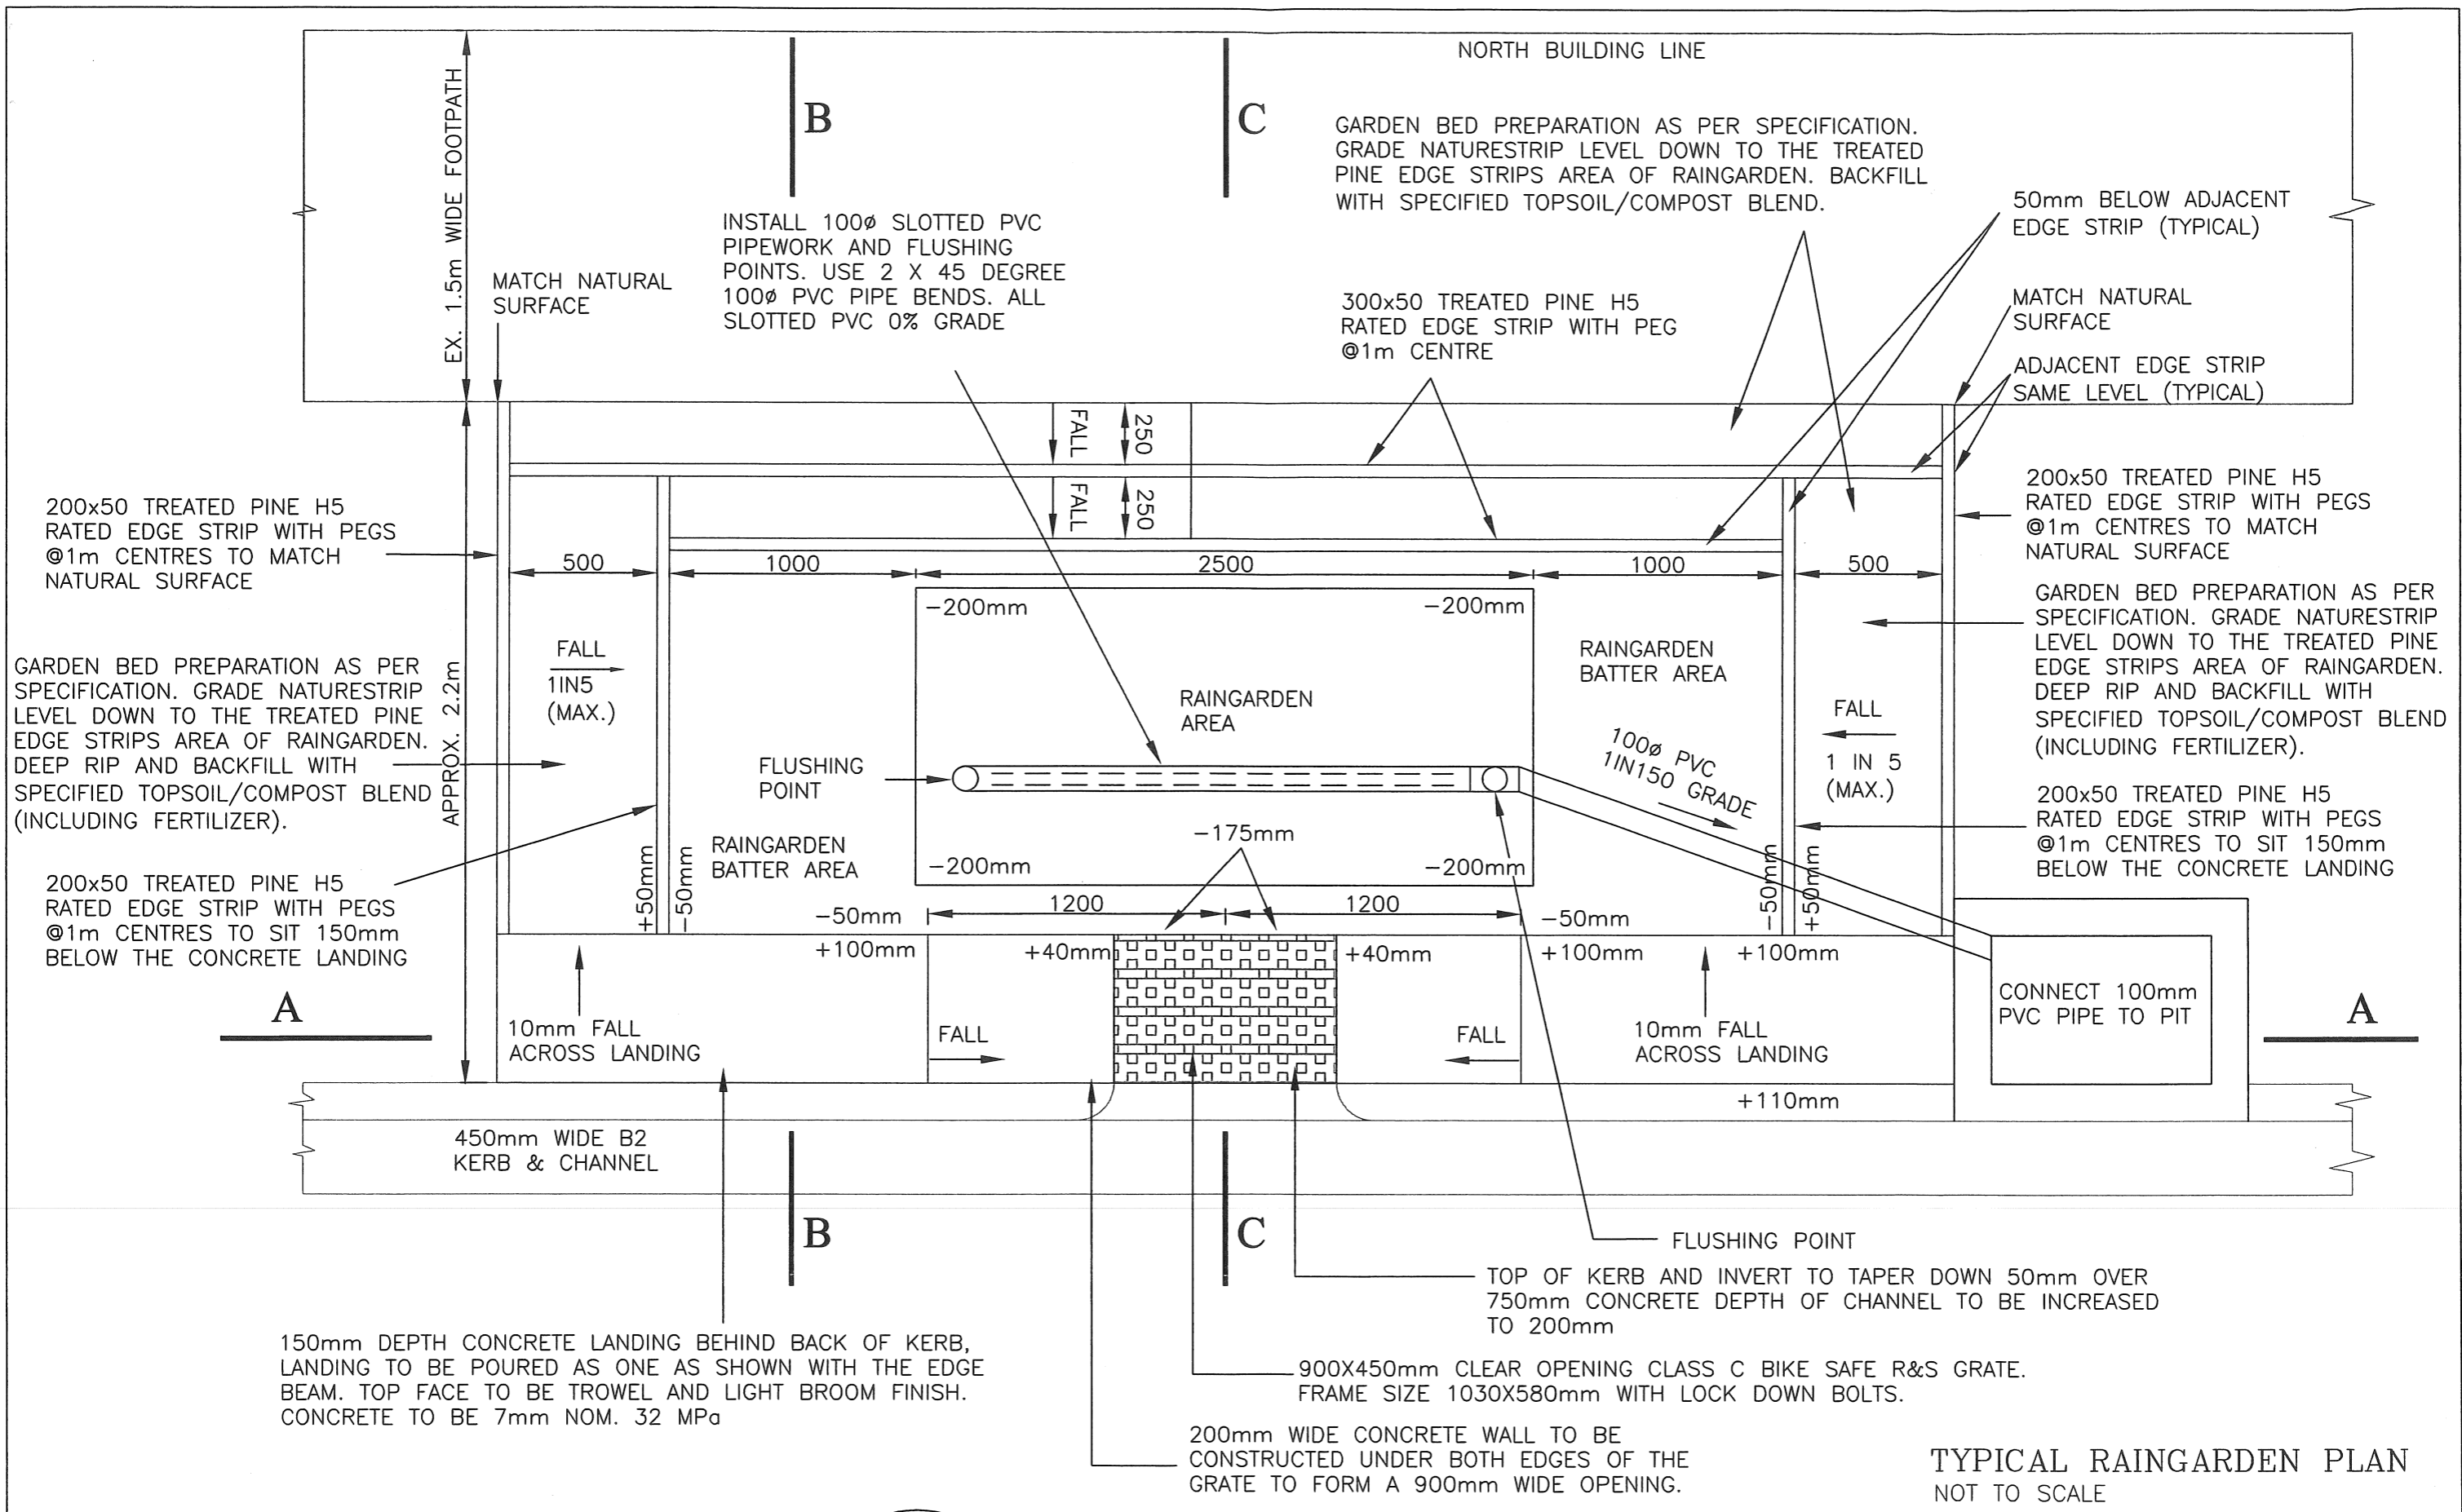 NORTH BUILDING LINE
EX. 1.5m WIDE FOOTPATH
B
C
GARDEN BED PREPARATION AS PER SPECIFICATION.
GRADE NATURESTRIP LEVEL DOWN TO THE TREATED
PINE EDGE STRIPS AREA OF RAINGARDEN. BACKFILL
WITH SPECIFIED TOPSOIL/COMPOST BLEND.
50mm BELOW ADJACENT
EDGE STRIP (TYPICAL)
INSTALL 100ø SLOTTED PVC
PIPEWORK AND FLUSHING
POINTS. USE 2 X 45 DEGREE
100ø PVC PIPE BENDS. ALL
SLOTTED PVC 0% GRADE
MATCH NATURAL
SURFACE
300x50 TREATED PINE H5
RATED EDGE STRIP WITH PEG
@1m CENTRE
MATCH NATURAL
SURFACE
ADJACENT EDGE STRIP
SAME LEVEL (TYPICAL)
FALL
250
FALL
250
200x50 TREATED PINE H5
RATED EDGE STRIP WITH PEGS
@1m CENTRES TO MATCH
NATURAL SURFACE
200x50 TREATED PINE H5
RATED EDGE STRIP WITH PEGS
@1m CENTRES TO MATCH
NATURAL SURFACE
500
1000
2500
1000
500
-200mm
-200mm
GARDEN BED PREPARATION AS PER
SPECIFICATION. GRADE NATURESTRIP
LEVEL DOWN TO THE TREATED PINE
EDGE STRIPS AREA OF RAINGARDEN.
DEEP RIP AND BACKFILL WITH
SPECIFIED TOPSOIL/COMPOST BLEND
(INCLUDING FERTILIZER).
APPROX. 2.2m
FALL
1IN5
(MAX.)
RAINGARDEN
AREA
RAINGARDEN
BATTER AREA
FALL
1 IN 5
(MAX.)
GARDEN BED PREPARATION AS PER
SPECIFICATION. GRADE NATURESTRIP
LEVEL DOWN TO THE TREATED PINE
EDGE STRIPS AREA OF RAINGARDEN.
DEEP RIP AND BACKFILL WITH
SPECIFIED TOPSOIL/COMPOST BLEND
(INCLUDING FERTILIZER).
FLUSHING
POINT
100ø PVC
1IN150 GRADE
200x50 TREATED PINE H5
RATED EDGE STRIP WITH PEGS
@1m CENTRES TO SIT 150mm
BELOW THE CONCRETE LANDING
-175mm
RAINGARDEN
BATTER AREA
-200mm
-200mm
200x50 TREATED PINE H5
RATED EDGE STRIP WITH PEGS
@1m CENTRES TO SIT 150mm
BELOW THE CONCRETE LANDING
+50mm
-50mm
-50mm
+50mm
-50mm
1200
1200
-50mm
+100mm
+40mm
+40mm
+100mm
+100mm
A
10mm FALL
ACROSS LANDING
FALL
FALL
10mm FALL
ACROSS LANDING
CONNECT 100mm
PVC PIPE TO PIT
A
+110mm
450mm WIDE B2
KERB & CHANNEL
B
C
FLUSHING POINT
TOP OF KERB AND INVERT TO TAPER DOWN 50mm OVER
750mm CONCRETE DEPTH OF CHANNEL TO BE INCREASED
TO 200mm
150mm DEPTH CONCRETE LANDING BEHIND BACK OF KERB,
LANDING TO BE POURED AS ONE AS SHOWN WITH THE EDGE
BEAM. TOP FACE TO BE TROWEL AND LIGHT BROOM FINISH.
CONCRETE TO BE 7mm NOM. 32 MPa
900X450mm CLEAR OPENING CLASS C BIKE SAFE R&S GRATE.
FRAME SIZE 1030X580mm WITH LOCK DOWN BOLTS.
200mm WIDE CONCRETE WALL TO BE
CONSTRUCTED UNDER BOTH EDGES OF THE
GRATE TO FORM A 900mm WIDE OPENING.
TYPICAL RAINGARDEN PLAN
NOT TO SCALE